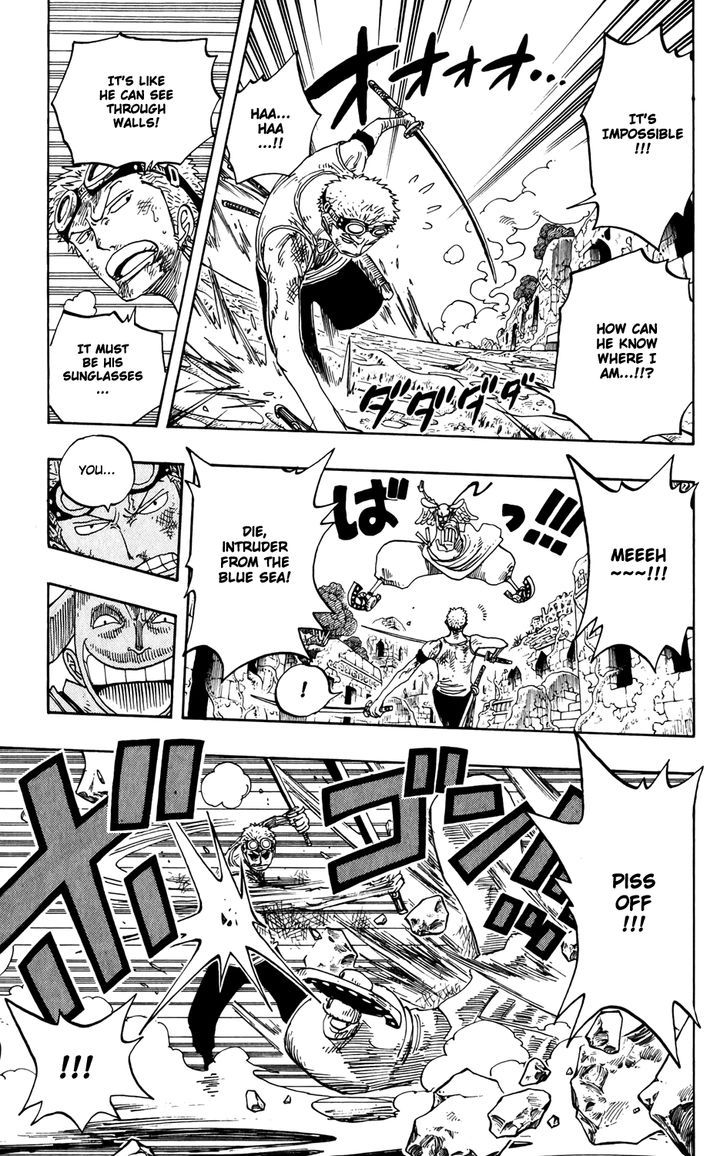 IT'S
IMPOSSIBLE
!!!
オオオオ...
HAA...
HAA
...!!
HOW CAN
HE KNOW
WHERE I
AM...!!?
ダダダダ
IT'S LIKE
HE CAN SEE
THROUGH
WALLS!
IT MUST
BE HIS
SUNGLASSES
...
MEEEH
~~~!!!
ばっ!!!
!
DIE,
INTRUDER
FROM THE
BLUE SEA!
YOU...
PISS
OFF
!!!
ドゴォン!!
!!!